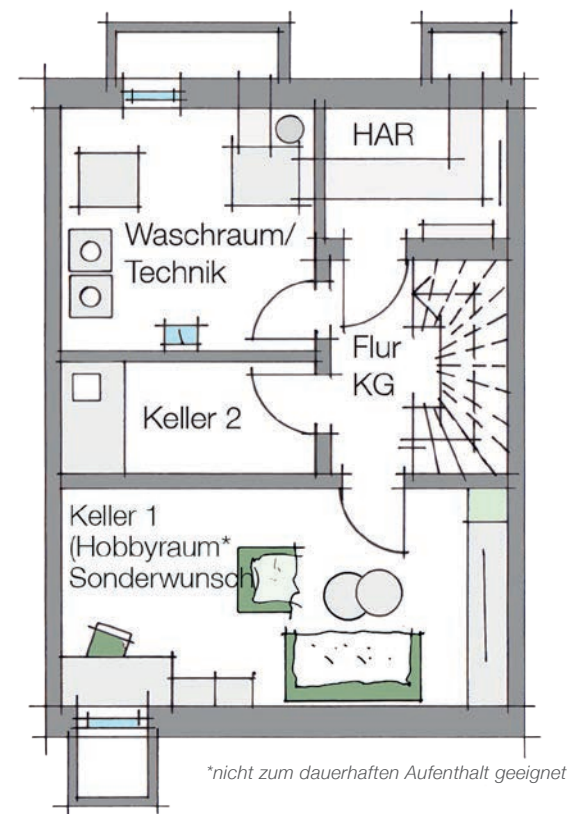 HAR
Waschraum/
Technik
Flur
KG
Keller 2
Keller 1
(Hobbyraum*
Sonderwunsch
*nicht zum dauerhaften Aufenthalt geeignet